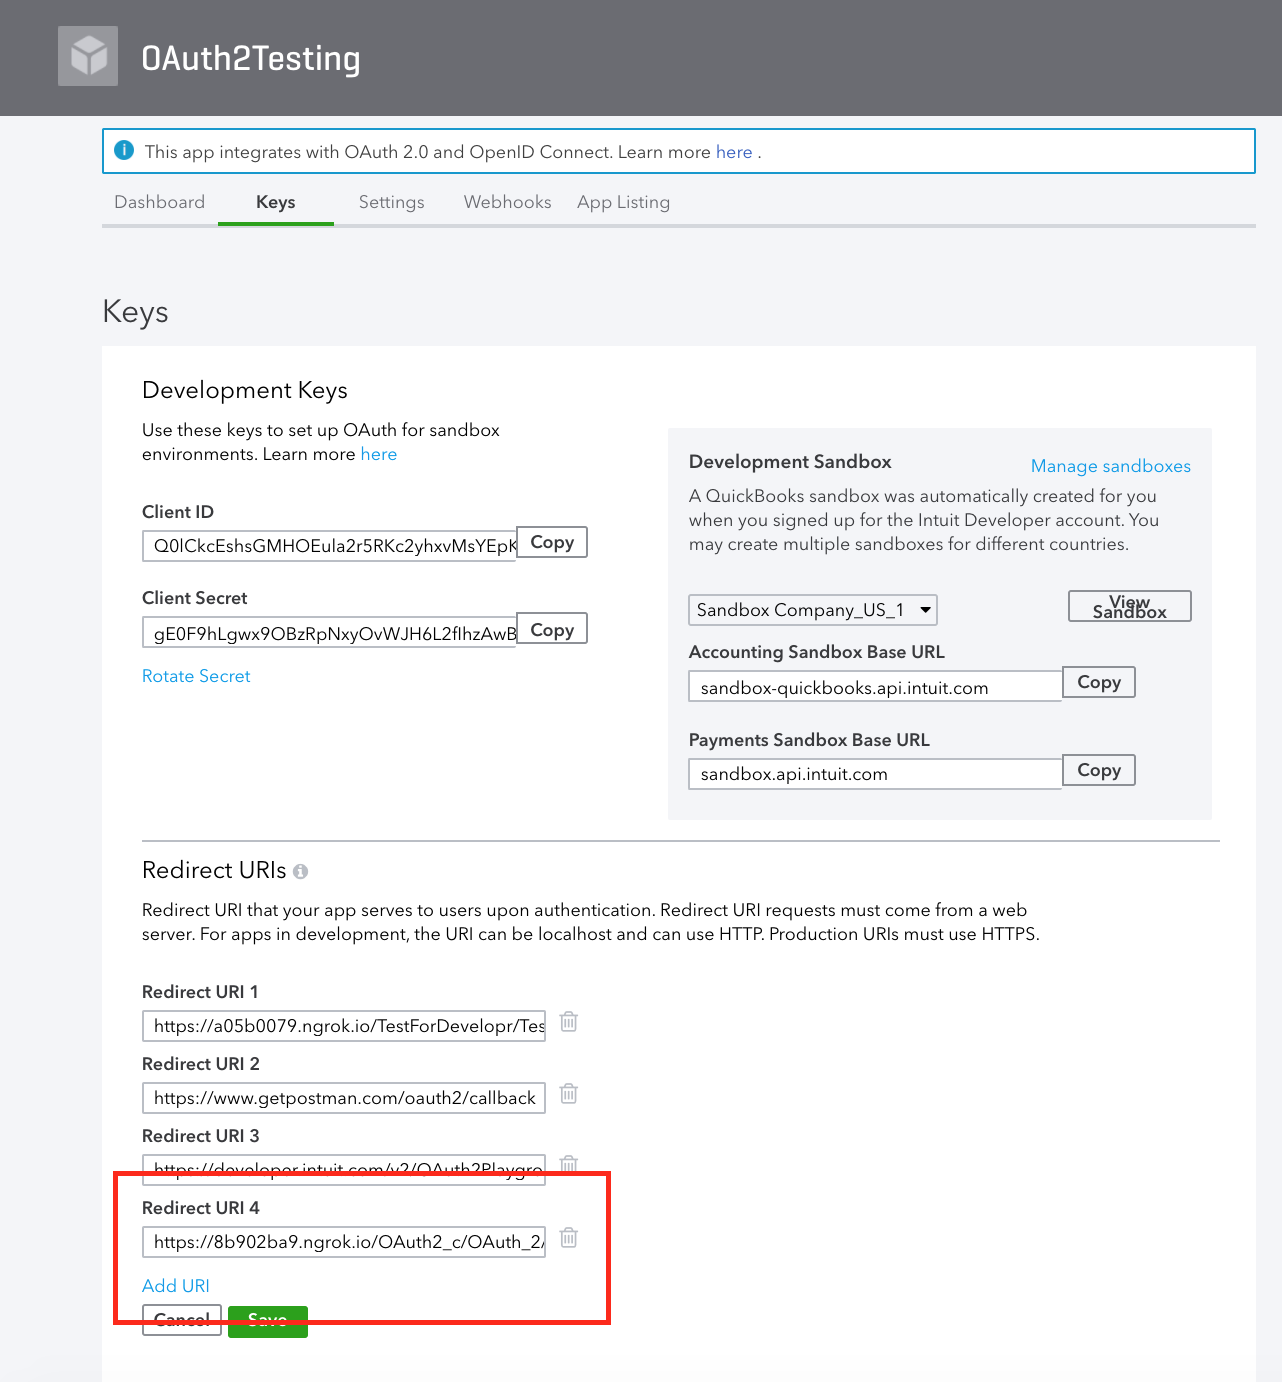 OAuth2Testing
This app integrates with OAuth 2.0 and OpenID Connect. Learn more here .
Dashboard Keys Settings Webhooks App Listing
Keys
Development Keys
Use these keys to set up OAuth for sandbox
environments. Learn more here
Client ID
Q0lCkcEshsGMHOEula2r5RKc2yhxvMsYEpK Copy
Client Secret
gE0F9hLgwx9OBzRpNxyOvWJH6L2flhzAwB Copy
Rotate Secret
Development Sandbox
Manage sandboxes
A QuickBooks sandbox was automatically created for you
when you signed up for the Intuit Developer account. You
may create multiple sandboxes for different countries.
Sandbox Company_US_1
View
Sandbox
Accounting Sandbox Base URL
sandbox-quickbooks.api.intuit.com Copy
Payments Sandbox Base URL
sandbox.api.intuit.com Copy
Redirect URIs
Redirect URI that your app serves to users upon authentication. Redirect URI requests must come from a web
server. For apps in development, the URI can be localhost and can use HTTP. Production URIs must use HTTPS.
Redirect URI 1
https://a05b0079.ngrok.io/TestForDevelopr/Tes
Redirect URI 2
https://www.getpostman.com/oauth2/callback
Redirect URI 3
https://developer.intuit.com/v2/OAuth2Playgro
Redirect URI 4
https://8b902ba9.ngrok.io/OAuth2_c/OAuth_2/
Add URI
Cancel Save